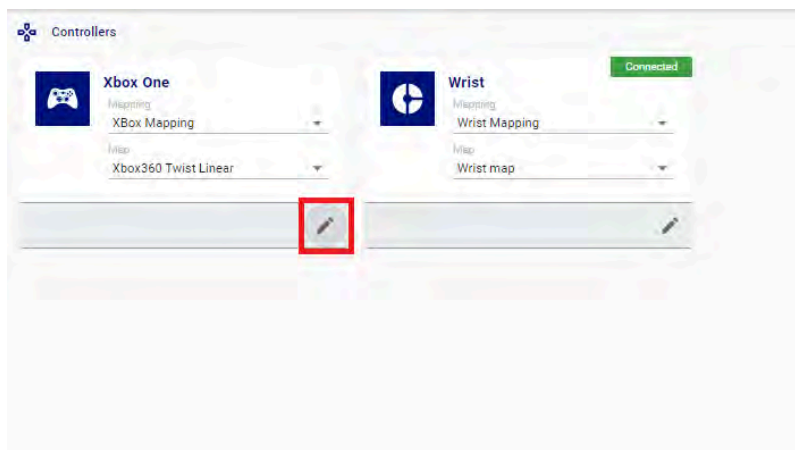 Controllers
Xbox One
Mapping
XBox Mapping
Map
Xbox360 Twist Linear
Connected
Wrist
Mapping
Wrist Mapping
Map
Wrist map